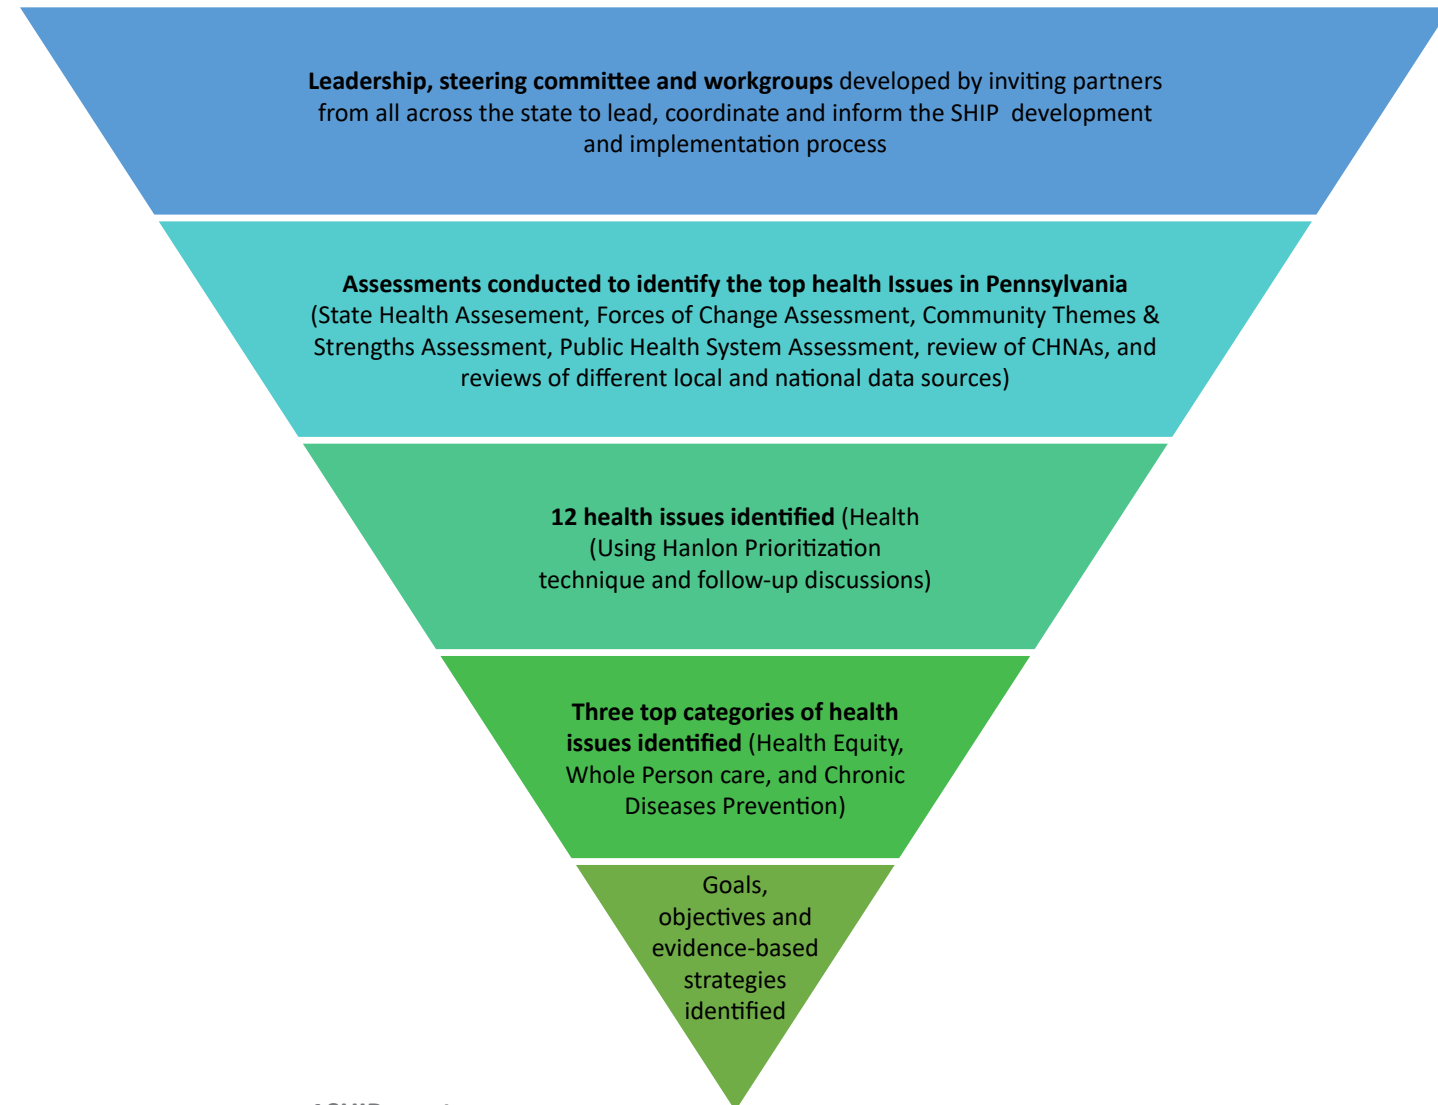 Leadership, steering committee and workgroups developed by inviting partners
from all across the state to lead, coordinate and inform the SHIP development
and implementation process
Assessments conducted to identify the top health Issues in Pennsylvania
(State Health Assesement, Forces of Change Assessment, Community Themes &
Strengths Assessment, Public Health System Assessment, review of CHNAs, and
reviews of different local and national data sources)
12 health issues identified (Health
(Using Hanlon Prioritization
technique and follow-up discussions)
Three top categories of health
issues identified (Health Equity,
Whole Person care, and Chronic
Diseases Prevention)
Goals,
objectives and
evidence-based
strategies
identified